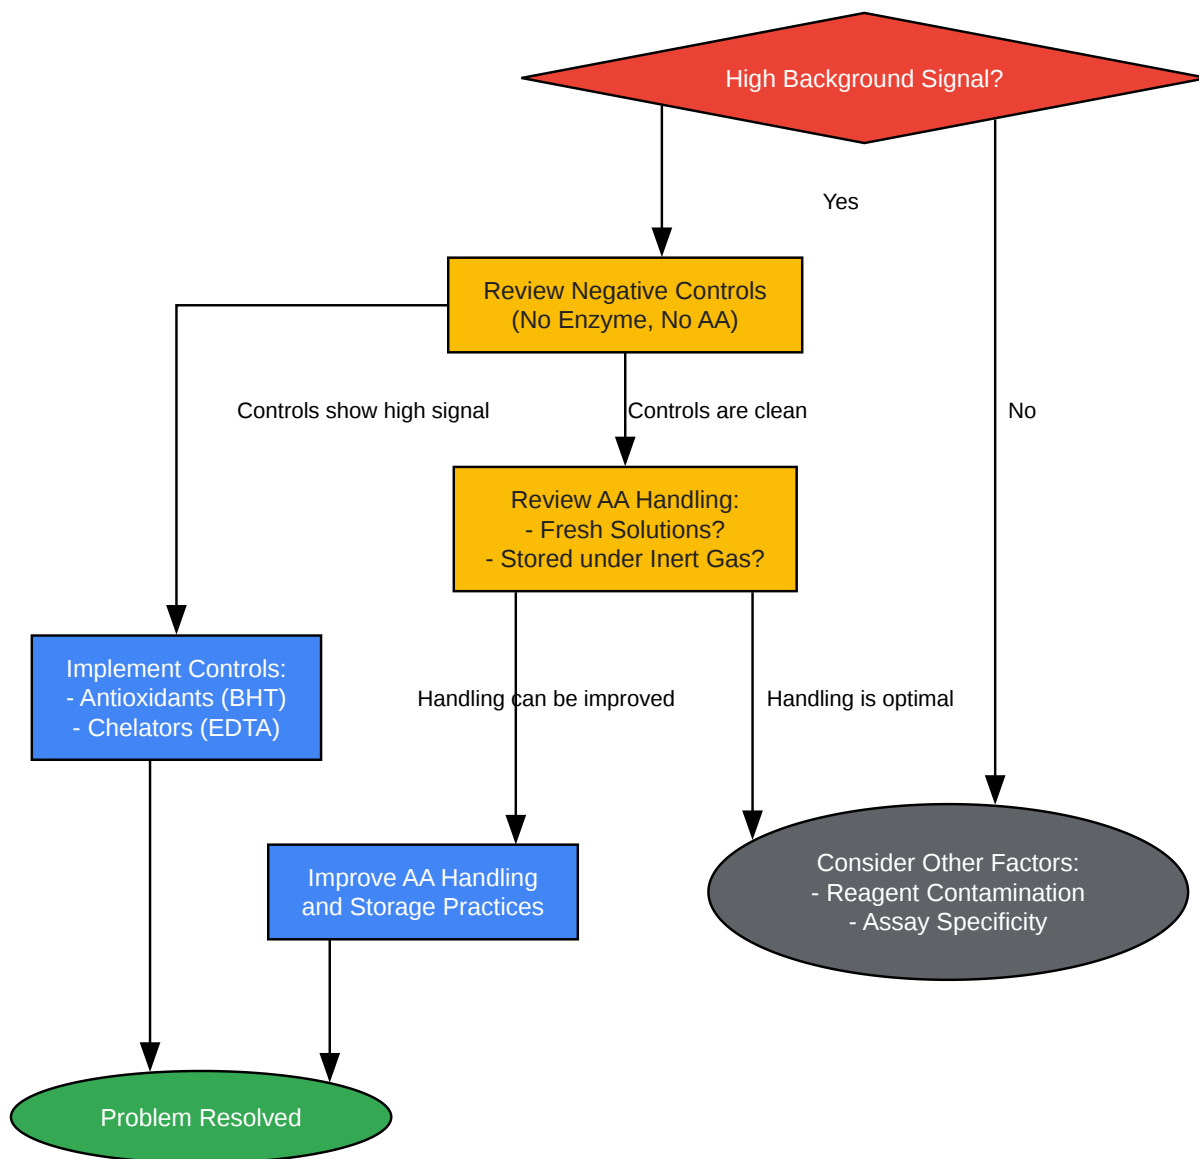 High Background Signal?
Yes
Review Negative Controls
(No Enzyme, No AA)
Controls show high signal
Controls are clean
No
Review AA Handling:
- Fresh Solutions?
- Stored under Inert Gas?
Implement Controls:
- Antioxidants (BHT)
- Chelators (EDTA)
Handling can be improved
Handling is optimal
Improve AA Handling
and Storage Practices
Consider Other Factors:
- Reagent Contamination
- Assay Specificity
Problem Resolved